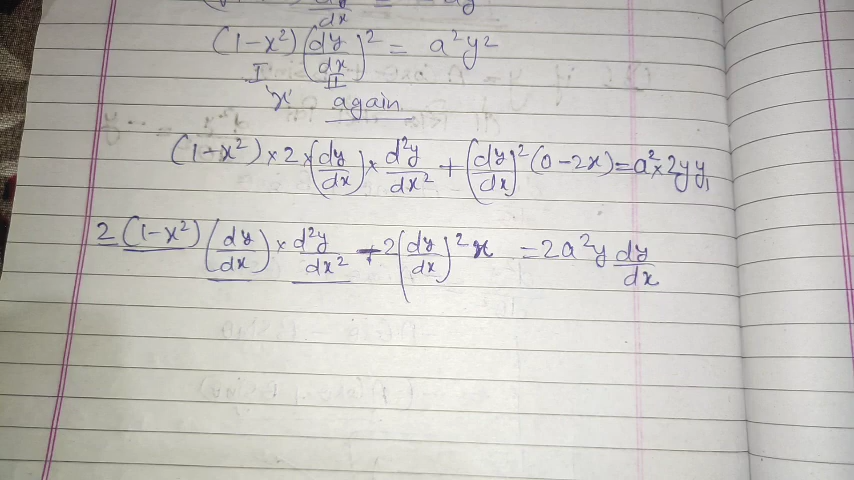 dx
(1-x²) (dy/dx)² = a²y²
I II
'x' again
(1-x²) × 2 × (dy/dx) × d²y/dx² + (dy/dx)² (0-2x) = a² × 2yy₁
2 (1-x²) (dy/dx) × d²y/dx² - 2 (dy/dx)² x = 2a²y dy/dx